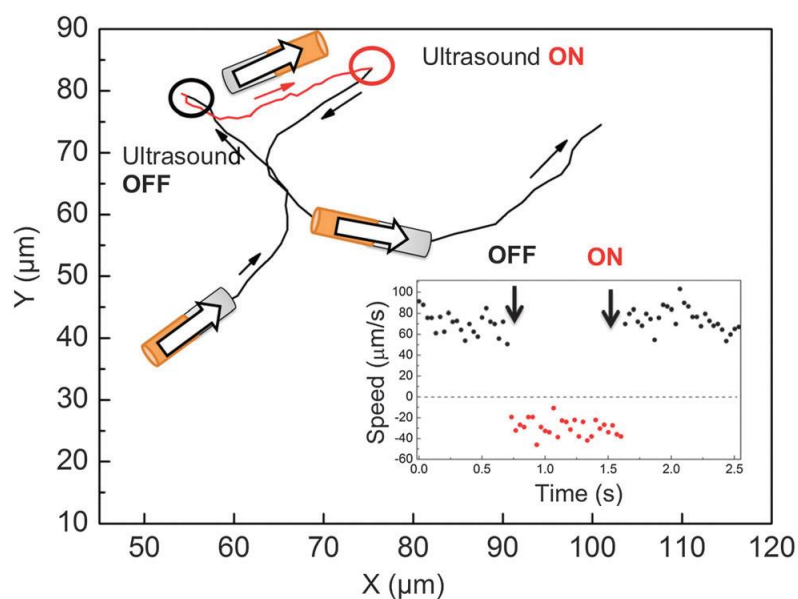 90
80
70
60
50
40
30
20
10
Y (μm)
Ultrasound ON
Ultrasound
OFF
OFF
ON
100
80
60
40
20
0
-20
-40
-60
Speed (μm/s)
0.0 0.5 1.0 1.5 2.0 2.5
Time (s)
50 60 70 80 90 100 110 120
X (μm)